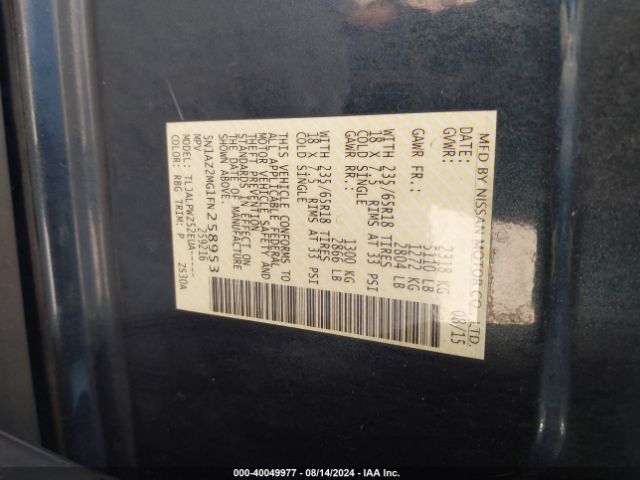 MFD BY NISSAN MOTOR CO., LTD.
DATE: 08/15
GVWR: 2318 KG
5110 LB
GAWR FR.: 1272 KG
2804 LB
WITH 235/65R18 TIRES
18 X 7.5 RIMS AT 33 PSI
COLD SINGLE
GAWR RR.: 1300 KG
2866 LB
WITH 235/65R18 TIRES
18 X 7.5 RIMS AT 33 PSI
COLD SINGLE
THIS VEHICLE CONFORMS TO
ALL APPLICABLE FEDERAL
MOTOR VEHICLE SAFETY AND
THEFT PREVENTION
STANDARDS IN EFFECT ON
THE DATE OF MANUFACTURE
SHOWN ABOVE.
5N1AZ2MG1FN258953
MPV 259216
MODEL: TLJALPWZ52EUA-----
COLOR: RBG TRIM: P ZS30A
000-40049977 - 08/14/2024 - IAAI.COM